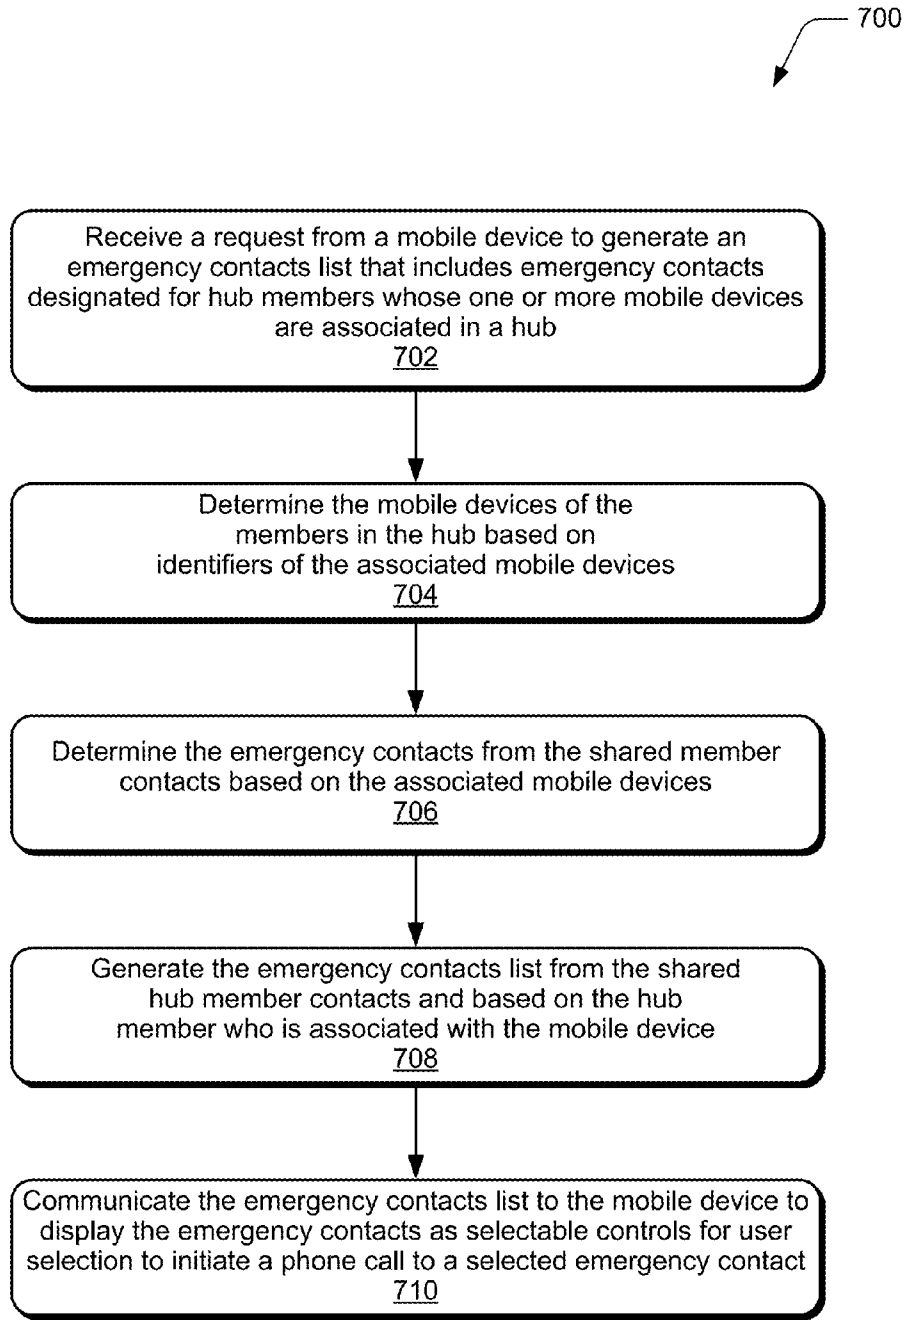 700
Receive a request from a mobile device to generate an
emergency contacts list that includes emergency contacts
designated for hub members whose one or more mobile devices
are associated in a hub
702
Determine the mobile devices of the
members in the hub based on
identifiers of the associated mobile devices
704
Determine the emergency contacts from the shared member
contacts based on the associated mobile devices
706
Generate the emergency contacts list from the shared
hub member contacts and based on the hub
member who is associated with the mobile device
708
Communicate the emergency contacts list to the mobile device to
display the emergency contacts as selectable controls for user
selection to initiate a phone call to a selected emergency contact
710